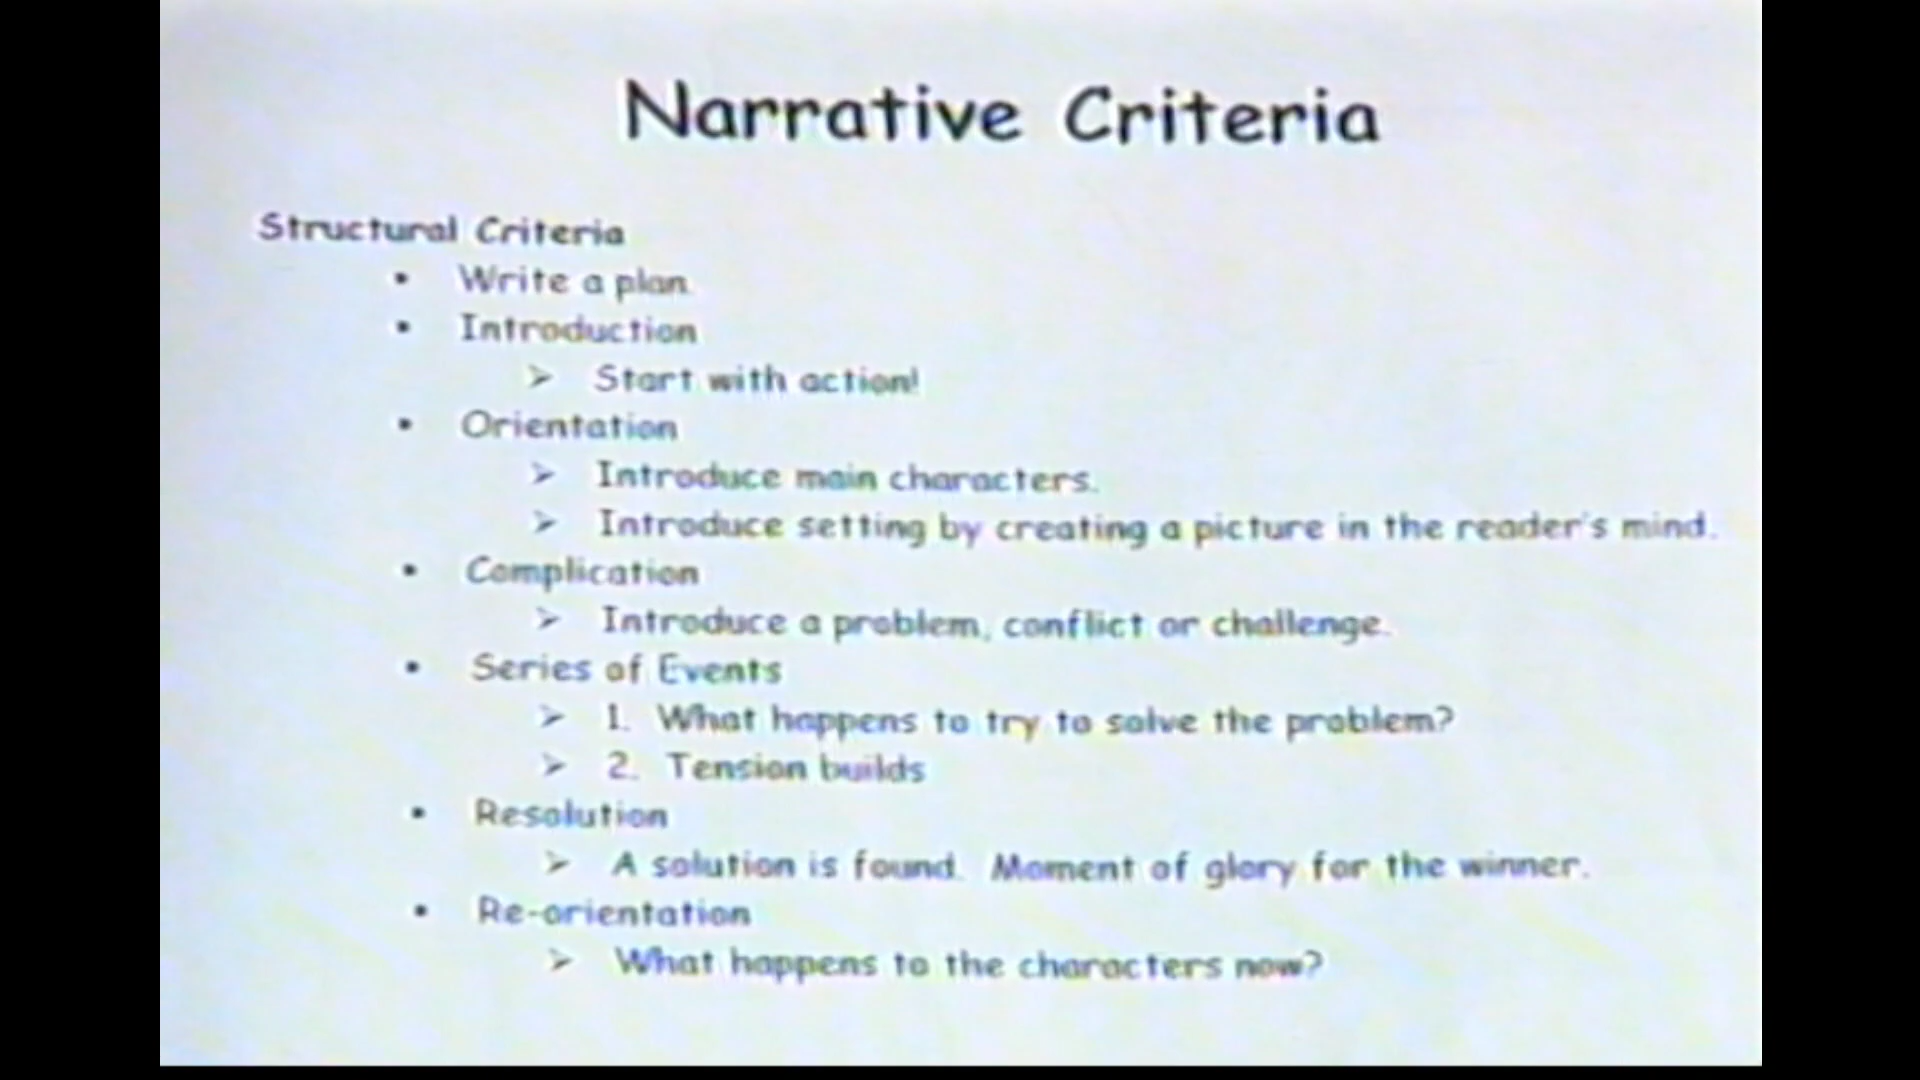 Narrative Criteria
Structural Criteria
• Write a plan.
• Introduction
➢ Start with action!
• Orientation
➢ Introduce main characters.
➢ Introduce setting by creating a picture in the reader's mind.
• Complication
➢ Introduce a problem, conflict or challenge.
• Series of Events
➢ 1. What happens to try to solve the problem?
➢ 2. Tension builds
• Resolution
➢ A solution is found. Moment of glory for the winner.
• Re-orientation
➢ What happens to the characters now?